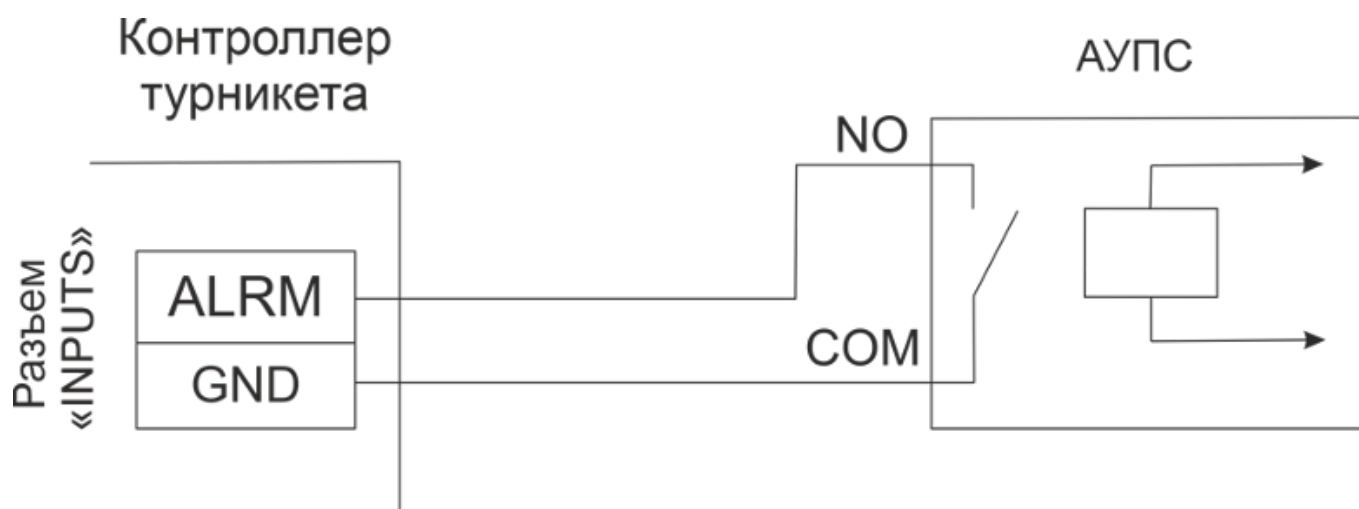 Контроллер
турникета
АУПС
NO
Разъем
«INPUTS»
ALRM
GND
COM